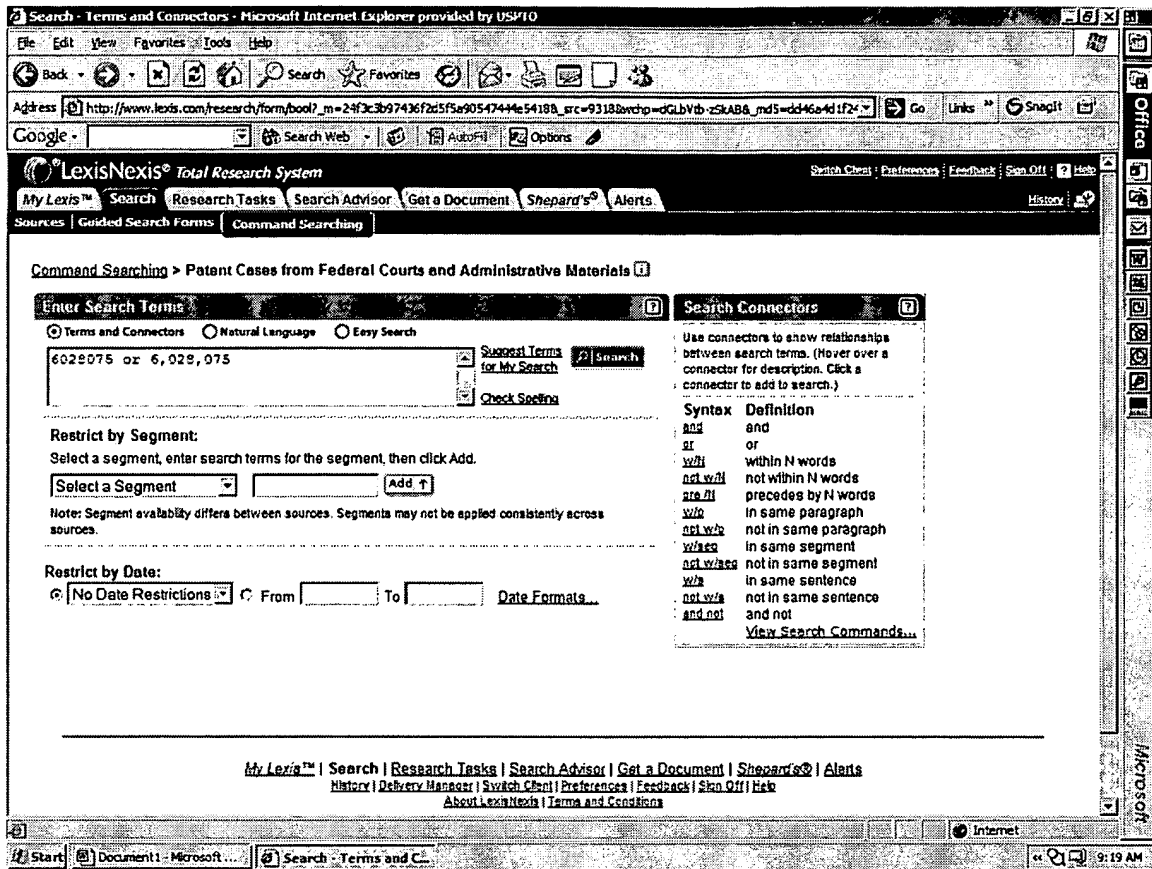 Search - Terms and Connectors - Microsoft Internet Explorer provided by USPTO
File Edit View Favorites Tools Help
Back Search Favorites
Address http://www.lexis.com/research/form/bool?_m=24f3c3b97436f2d5f5a90547444e5418&_src=9318&wchp=dGLbVtb-zSkAB&_md5=dd46a4d1f24 Go Links » SnagIt
Google - Search Web AutoFill Options
LexisNexis® Total Research System
Switch Client | Preferences | Feedback | Sign Off | ? Help
My Lexis™ Search Research Tasks Search Advisor Get a Document Shepard's® Alerts
History
Sources | Guided Search Forms | Command Searching
Command Searching > Patent Cases from Federal Courts and Administrative Materials i
Enter Search Terms ?
Terms and Connectors Natural Language Easy Search
6028075 or 6,028,075
Suggest Terms for My Search
Search
Check Spelling
Restrict by Segment:
Select a segment, enter search terms for the segment, then click Add.
Select a Segment Add ↑
Note: Segment availability differs between sources. Segments may not be applied consistently across
sources.
Restrict by Date:
No Date Restrictions From To Date Formats...
Search Connectors ?
Use connectors to show relationships
between search terms. (Hover over a
connector for description. Click a
connector to add to search.)
Syntax Definition
and and
or or
w/N within N words
not w/N not within N words
pre /N precedes by N words
w/p in same paragraph
not w/p not in same paragraph
w/seg in same segment
not w/seg not in same segment
w/s in same sentence
not w/s not in same sentence
and not and not
View Search Commands...
My Lexis™ | Search | Research Tasks | Search Advisor | Get a Document | Shepard's® | Alerts
History | Delivery Manager | Switch Client | Preferences | Feedback | Sign Off | Help
About LexisNexis | Terms and Conditions
Internet
Start Document1 - Microsoft ... Search - Terms and C... « 9:19 AM
Office
Microsoft